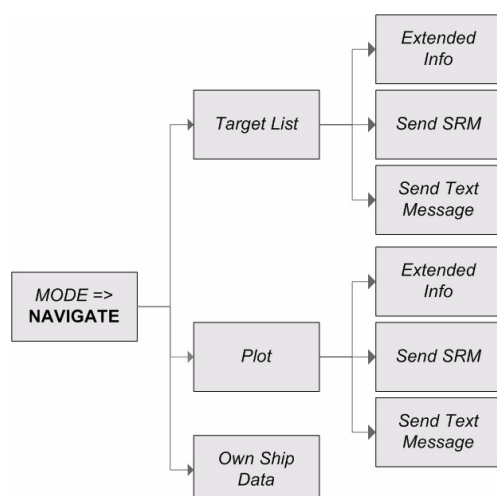 Extended
Info
Target List
Send SRM
Send Text
Message
MODE =>
NAVIGATE
Extended
Info
Plot
Send SRM
Send Text
Message
Own Ship
Data